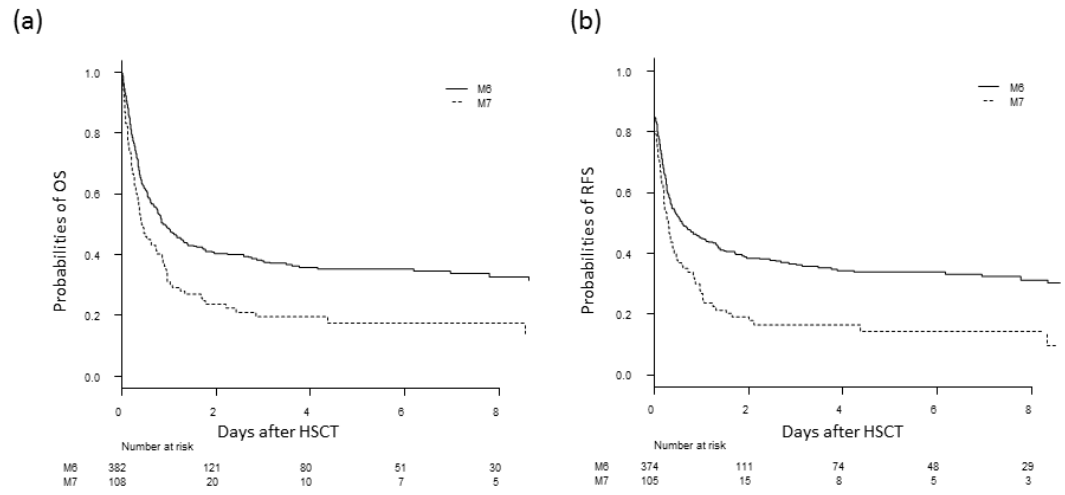 (a)
1.0
0.8
0.6
0.4
0.2
0.0
Probabilities of OS
M6
M7
0 2 4 6 8
Days after HSCT
Number at risk
M6 382 121 80 51 30
M7 108 20 10 7 5
(b)
1.0
0.8
0.6
0.4
0.2
0.0
Probabilities of RFS
M6
M7
0 2 4 6 8
Days after HSCT
Number at risk
M6 374 111 74 48 29
M7 105 15 8 5 3